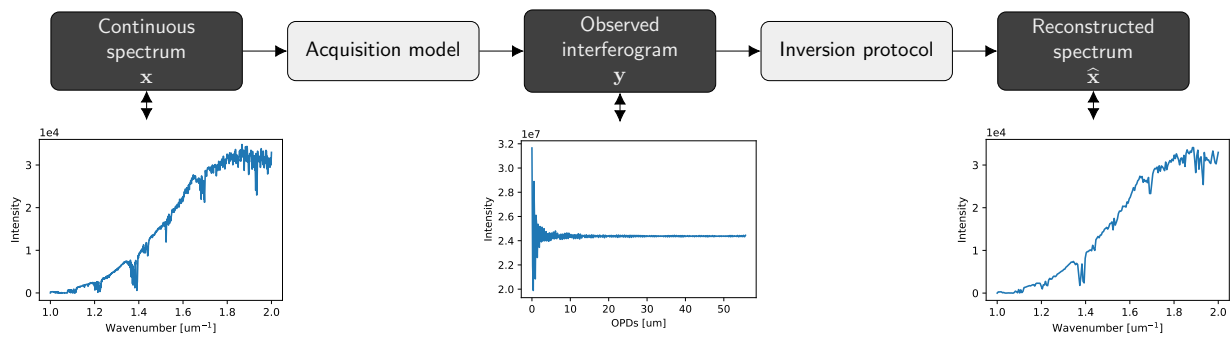 Continuous
spectrum
x
Acquisition model
Observed
interferogram
y
Inversion protocol
Reconstructed
spectrum
x̂
1e4
3
2
1
0
Intensity
1.0 1.2 1.4 1.6 1.8 2.0
Wavenumber [um⁻¹]
1e7
3.2
3.0
2.8
2.6
2.4
2.2
2.0
Intensity
0 10 20 30 40 50
OPDs [um]
1e4
3
2
1
0
Intensity
1.0 1.2 1.4 1.6 1.8 2.0
Wavenumber [um⁻¹]